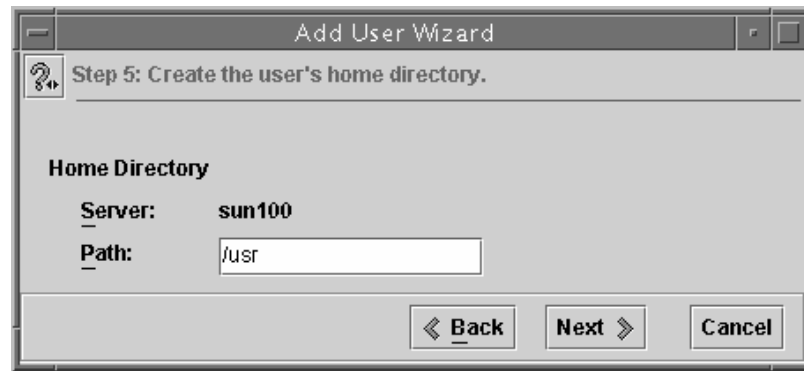 Add User Wizard
Step 5: Create the user's home directory.
Home Directory
Server: sun100
Path: /usr
Back Next Cancel